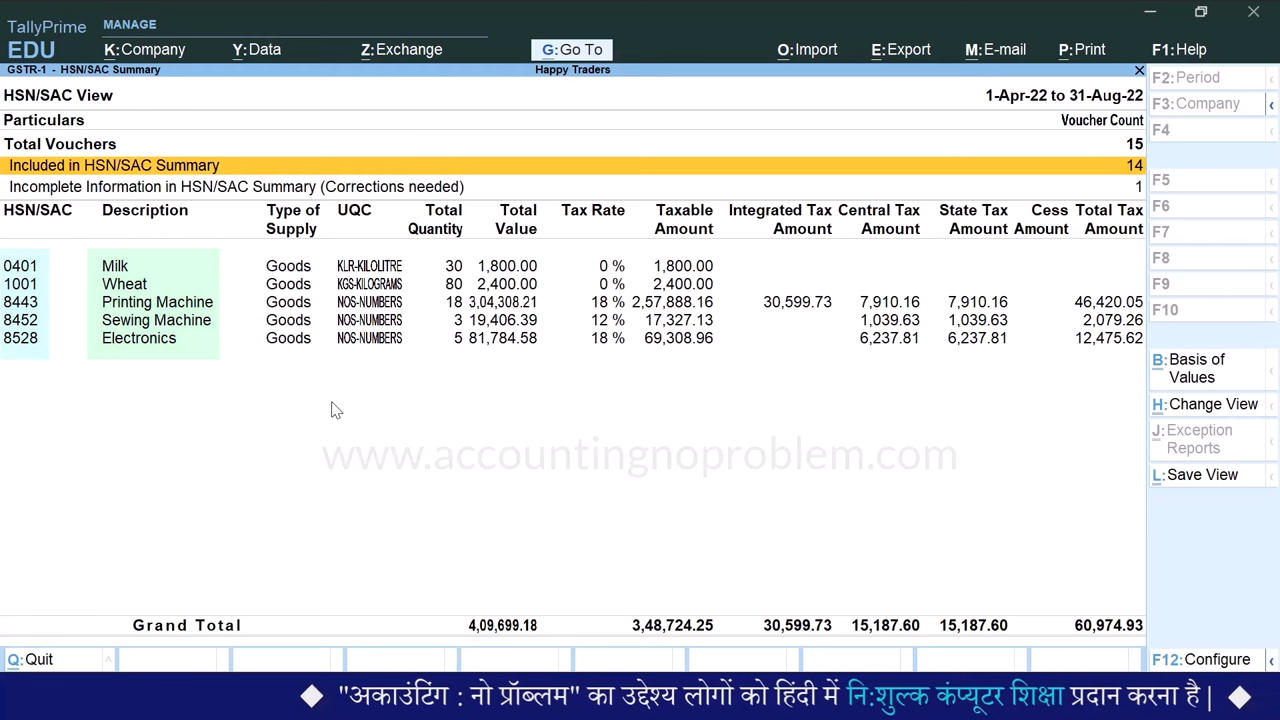 TallyPrime MANAGE
EDU K:Company Y:Data Z:Exchange G:Go To O:Import E:Export M:E-mail P:Print F1:Help
GSTR-1 - HSN/SAC Summary Happy Traders ×
HSN/SAC View 1-Apr-22 to 31-Aug-22
Particulars Voucher Count
Total Vouchers 15
Included in HSN/SAC Summary 14
Incomplete Information in HSN/SAC Summary (Corrections needed) 1
HSN/SAC Description Type of UQC Total Total Tax Rate Taxable Integrated Tax Central Tax State Tax Cess Total Tax
Supply Quantity Value Amount Amount Amount Amount Amount Amount
0401 Milk Goods KLR-KILOLITRE 30 1,800.00 0 % 1,800.00
1001 Wheat Goods KGS-KILOGRAMS 80 2,400.00 0 % 2,400.00
8443 Printing Machine Goods NOS-NUMBERS 18 3,04,308.21 18 % 2,57,888.16 30,599.73 7,910.16 7,910.16 46,420.05
8452 Sewing Machine Goods NOS-NUMBERS 3 19,406.39 12 % 17,327.13 1,039.63 1,039.63 2,079.26
8528 Electronics Goods NOS-NUMBERS 5 81,784.58 18 % 69,308.96 6,237.81 6,237.81 12,475.62
www.accountingnoproblem.com
Grand Total 4,09,699.18 3,48,724.25 30,599.73 15,187.60 15,187.60 60,974.93
F2:Period
F3:Company
F4
F5
F6
F7
F8
F9
F10
B:Basis of
Values
H:Change View
J:Exception
Reports
L:Save View
Q:Quit F12:Configure
"अकाउंटिंग : नो प्रॉब्लम" का उद्देश्य लोगों को हिंदी में नि:शुल्क कंप्यूटर शिक्षा प्रदान करना है |